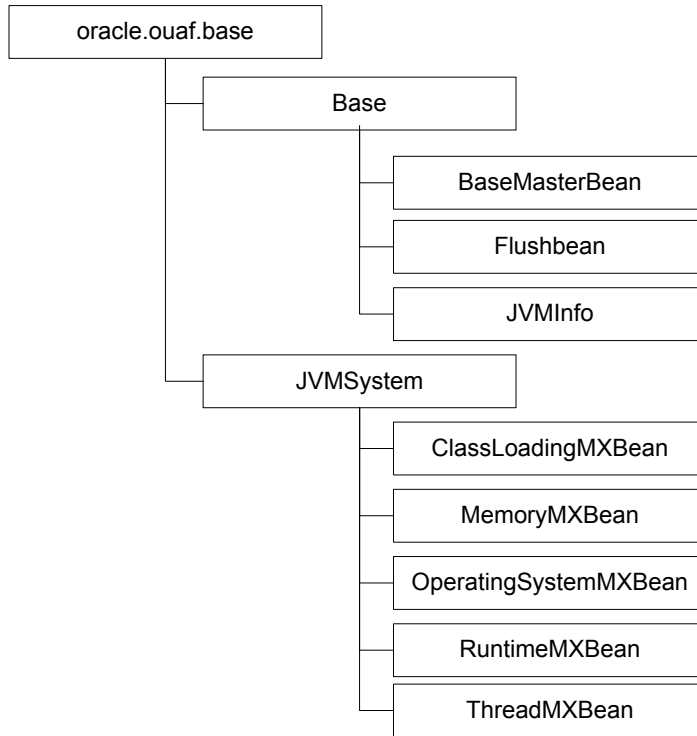 oracle.ouaf.base
Base
BaseMasterBean
Flushbean
JVMInfo
JVMSystem
ClassLoadingMXBean
MemoryMXBean
OperatingSystemMXBean
RuntimeMXBean
ThreadMXBean